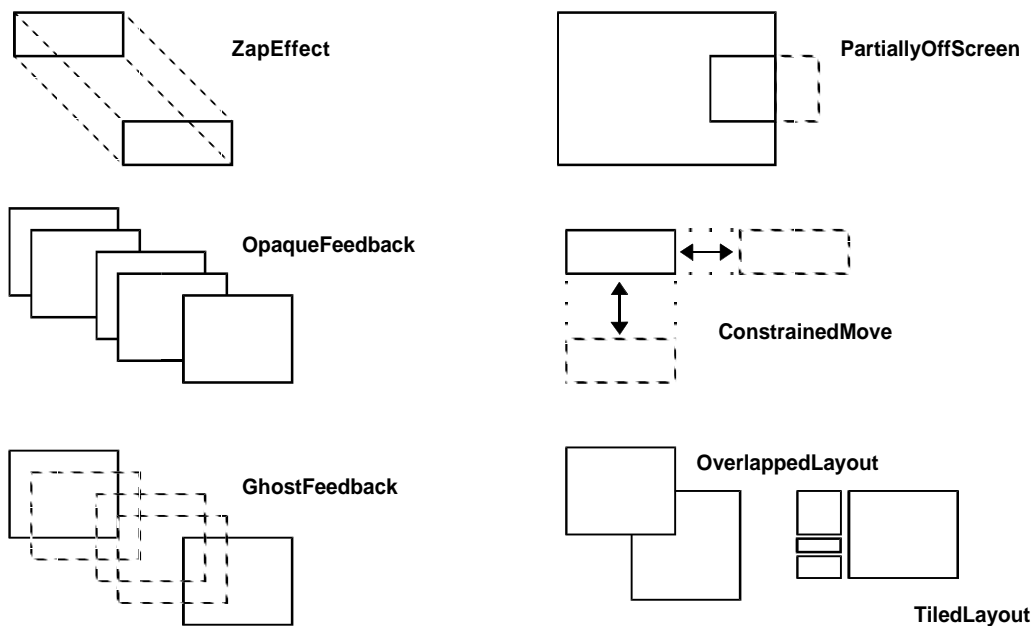 ZapEffect
PartiallyOffScreen
OpaqueFeedback
ConstrainedMove
GhostFeedback
OverlappedLayout
TiledLayout